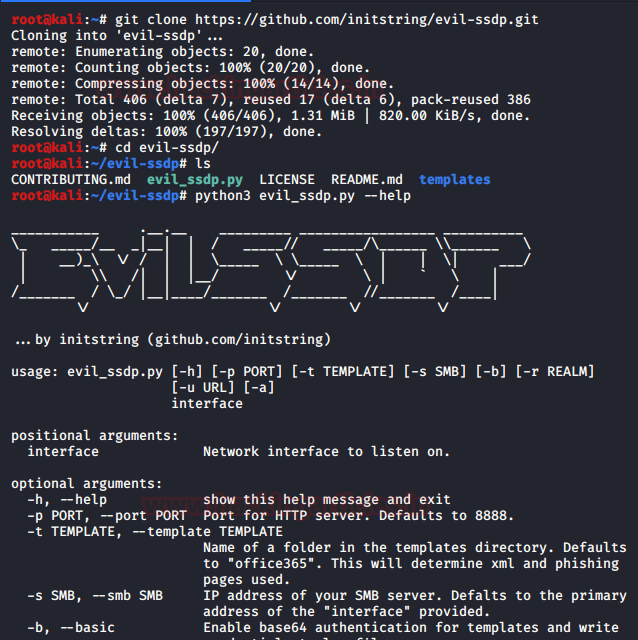 root@kali:~# git clone https://github.com/initstring/evil-ssdp.git
Cloning into 'evil-ssdp'...
remote: Enumerating objects: 20, done.
remote: Counting objects: 100% (20/20), done.
remote: Compressing objects: 100% (14/14), done.
remote: Total 406 (delta 7), reused 17 (delta 6), pack-reused 386
Receiving objects: 100% (406/406), 1.31 MiB | 820.00 KiB/s, done.
Resolving deltas: 100% (197/197), done.
root@kali:~# cd evil-ssdp/
root@kali:~/evil-ssdp# ls
CONTRIBUTING.md  evil_ssdp.py  LICENSE  README.md  templates
root@kali:~/evil-ssdp# python3 evil_ssdp.py --help
EvilSSDP
...by initstring (github.com/initstring)
usage: evil_ssdp.py [-h] [-p PORT] [-t TEMPLATE] [-s SMB] [-b] [-r REALM]
[-u URL] [-a]
interface
positional arguments:
interface             Network interface to listen on.
optional arguments:
-h, --help            show this help message and exit
-p PORT, --port PORT  Port for HTTP server. Defaults to 8888.
-t TEMPLATE, --template TEMPLATE
Name of a folder in the templates directory. Defaults
to "office365". This will determine xml and phishing
pages used.
-s SMB, --smb SMB     IP address of your SMB server. Defalts to the primary
address of the "interface" provided.
-b, --basic           Enable base64 authentication for templates and write